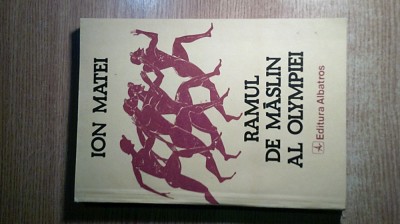 ION MATEI
RAMUL
DE MĂSLIN
AL OLYMPIEI
Editura Albatros